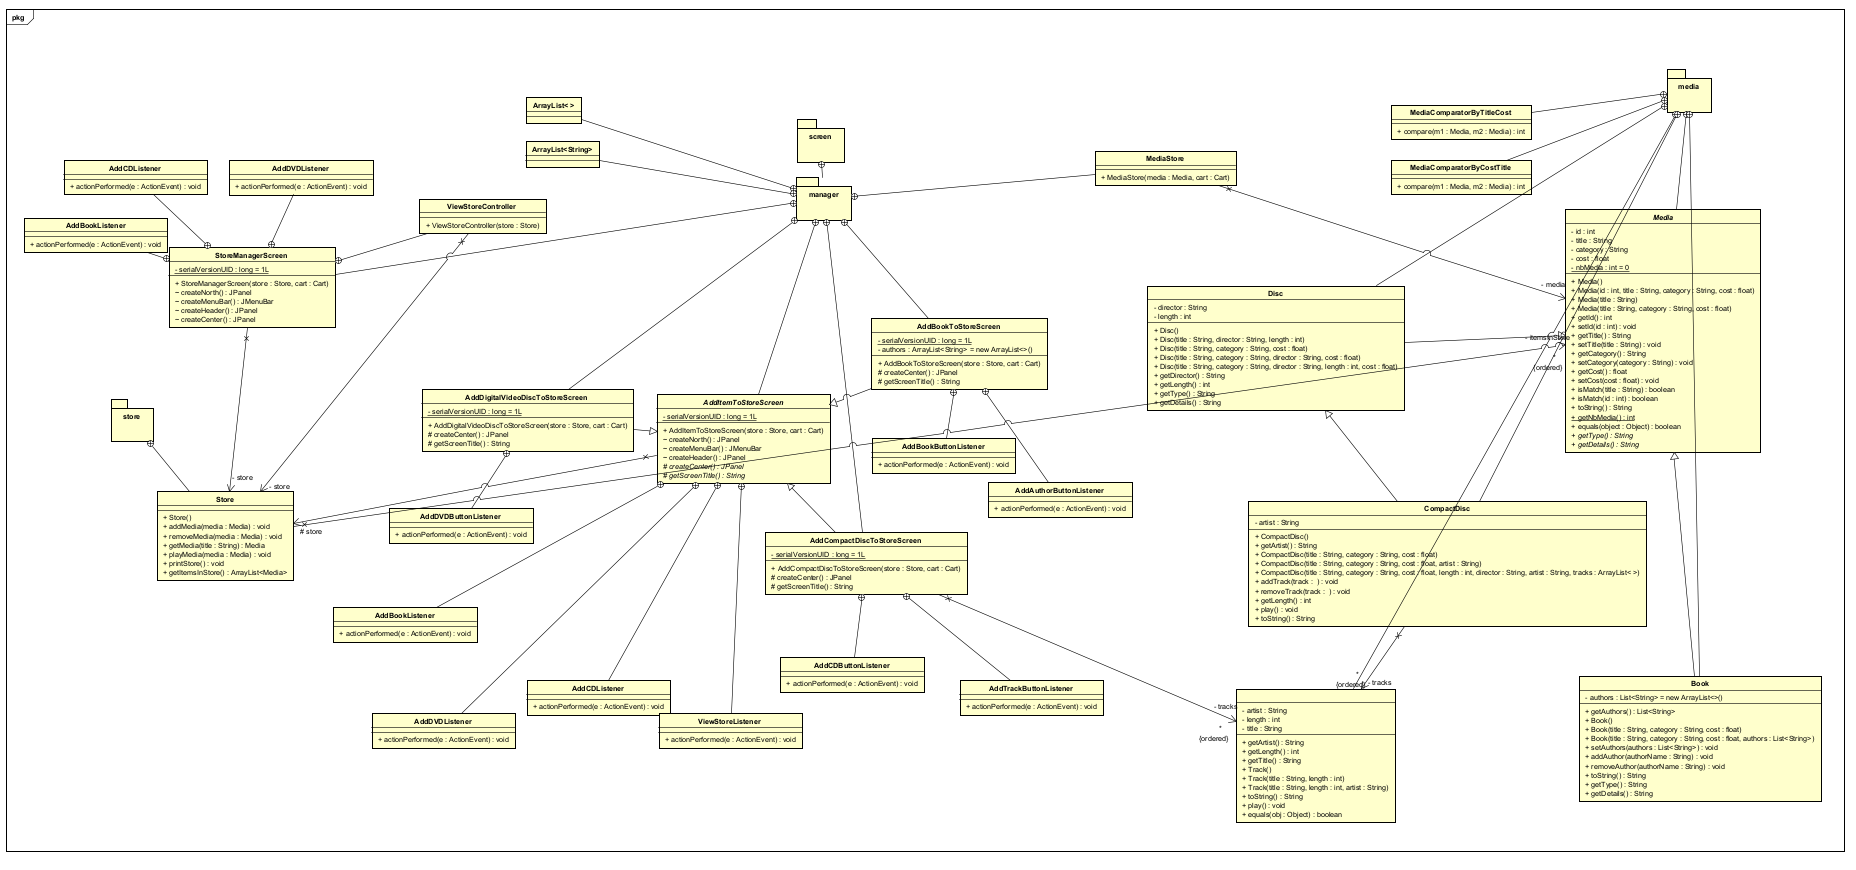 pkg
media
ArrayList< >
MediaComparatorByTitleCost
+ compare(m1 : Media, m2 : Media) : int
screen
ArrayList<String>
MediaStore
+ MediaStore(media : Media, cart : Cart)
MediaComparatorByCostTitle
+ compare(m1 : Media, m2 : Media) : int
AddCDListener
+ actionPerformed(e : ActionEvent) : void
AddDVDListener
+ actionPerformed(e : ActionEvent) : void
manager
ViewStoreController
+ ViewStoreController(store : Store)
AddBookListener
+ actionPerformed(e : ActionEvent) : void
StoreManagerScreen
- serialVersionUID : long = 1L
+ StoreManagerScreen(store : Store, cart : Cart)
~ createNorth() : JPanel
~ createMenuBar() : JMenuBar
~ createHeader() : JPanel
~ createCenter() : JPanel
Media
- id : int
- title : String
- category : String
- cost : float
- nbMedia : int = 0
+ Media()
+ Media(id : int, title : String, category : String, cost : float)
+ Media(title : String)
+ Media(title : String, category : String, cost : float)
+ getId() : int
+ setId(id : int) : void
+ getTitle() : String
+ setTitle(title : String) : void
+ getCategory() : String
+ setCategory(category : String) : void
+ getCost() : float
+ setCost(cost : float) : void
+ isMatch(title : String) : boolean
+ isMatch(id : int) : boolean
+ toString() : String
+ getNbMedia() : int
+ equals(object : Object) : boolean
+ getType() : String
+ getDetails() : String
- media
- itemsInStore
*
{ordered}
Disc
- director : String
- length : int
+ Disc()
+ Disc(title : String, director : String, length : int)
+ Disc(title : String, category : String, cost : float)
+ Disc(title : String, category : String, director : String, cost : float)
+ Disc(title : String, category : String, director : String, length : int, cost : float)
+ getDirector() : String
+ getLength() : int
+ getType() : String
+ getDetails() : String
AddBookToStoreScreen
- serialVersionUID : long = 1L
- authors : ArrayList<String> = new ArrayList<>()
+ AddBookToStoreScreen(store : Store, cart : Cart)
# createCenter() : JPanel
# getScreenTitle() : String
AddDigitalVideoDiscToStoreScreen
- serialVersionUID : long = 1L
+ AddDigitalVideoDiscToStoreScreen(store : Store, cart : Cart)
# createCenter() : JPanel
# getScreenTitle() : String
AddItemToStoreScreen
- serialVersionUID : long = 1L
+ AddItemToStoreScreen(store : Store, cart : Cart)
~ createNorth() : JPanel
~ createMenuBar() : JMenuBar
~ createHeader() : JPanel
# createCenter() : JPanel
# getScreenTitle() : String
store
AddBookButtonListener
+ actionPerformed(e : ActionEvent) : void
AddAuthorButtonListener
+ actionPerformed(e : ActionEvent) : void
- store
- store
# store
Store
+ Store()
+ addMedia(media : Media) : void
+ removeMedia(media : Media) : void
+ getMedia(title : String) : Media
+ playMedia(media : Media) : void
+ printStore() : void
+ getItemsInStore() : ArrayList<Media>
AddDVDButtonListener
+ actionPerformed(e : ActionEvent) : void
CompactDisc
- artist : String
+ CompactDisc()
+ getArtist() : String
+ CompactDisc(title : String, category : String, cost : float)
+ CompactDisc(title : String, category : String, cost : float, artist : String)
+ CompactDisc(title : String, category : String, cost : float, length : int, director : String, artist : String, tracks : ArrayList< >)
+ addTrack(track : ) : void
+ removeTrack(track : ) : void
+ getLength() : int
+ play() : void
+ toString() : String
AddCompactDiscToStoreScreen
- serialVersionUID : long = 1L
+ AddCompactDiscToStoreScreen(store : Store, cart : Cart)
# createCenter() : JPanel
# getScreenTitle() : String
AddBookListener
+ actionPerformed(e : ActionEvent) : void
AddCDButtonListener
+ actionPerformed(e : ActionEvent) : void
AddCDListener
+ actionPerformed(e : ActionEvent) : void
AddTrackButtonListener
+ actionPerformed(e : ActionEvent) : void
AddDVDListener
+ actionPerformed(e : ActionEvent) : void
ViewStoreListener
+ actionPerformed(e : ActionEvent) : void
*
{ordered}
- tracks
- tracks
*
{ordered}
- artist : String
- length : int
- title : String
+ getArtist() : String
+ getLength() : int
+ getTitle() : String
+ Track()
+ Track(title : String, length : int)
+ Track(title : String, length : int, artist : String)
+ toString() : String
+ play() : void
+ equals(obj : Object) : boolean
Book
- authors : List<String> = new ArrayList<>()
+ getAuthors() : List<String>
+ Book()
+ Book(title : String, category : String, cost : float)
+ Book(title : String, category : String, cost : float, authors : List<String>)
+ setAuthors(authors : List<String>) : void
+ addAuthor(authorName : String) : void
+ removeAuthor(authorName : String) : void
+ toString() : String
+ getType() : String
+ getDetails() : String